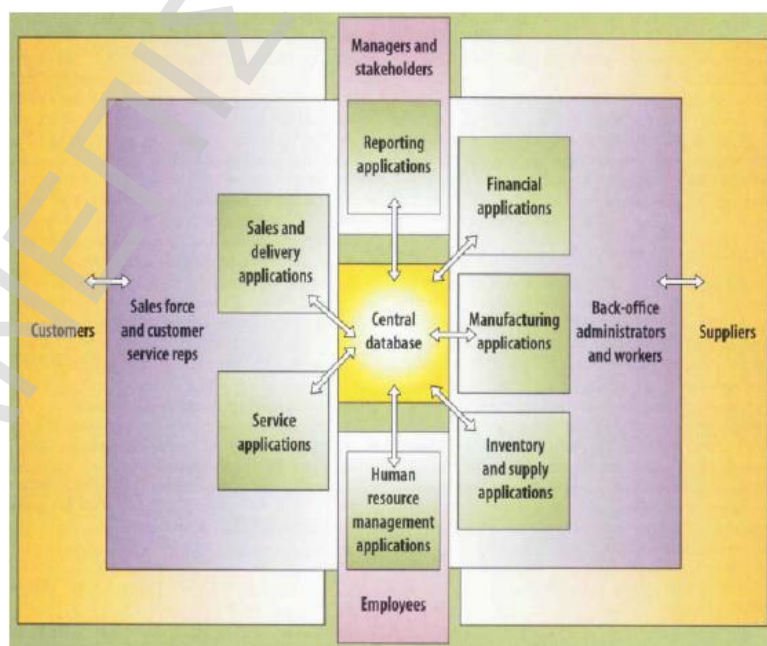 Managers and
stakeholders
Reporting
applications
Financial
applications
Sales and
delivery
applications
Customers
Sales force
and customer
service reps
Central
database
Manufacturing
applications
Back-office
administrators
and workers
Suppliers
Service
applications
Inventory
and supply
applications
Human
resource
management
applications
Employees